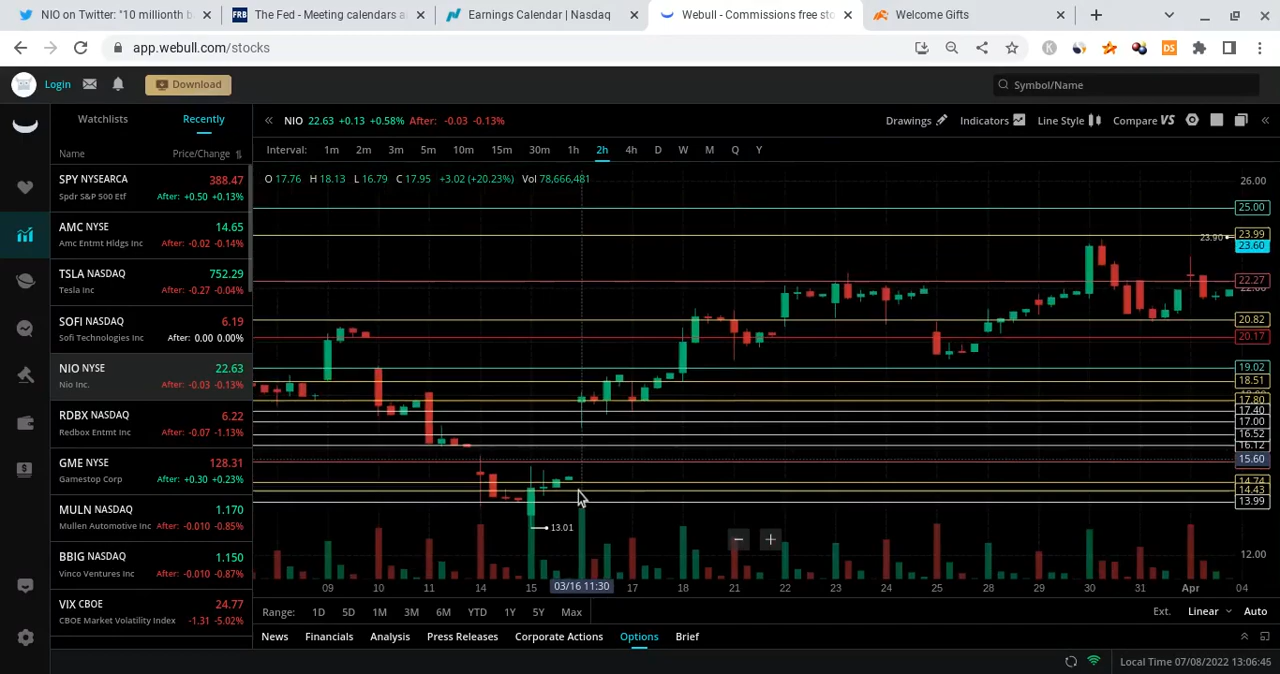 NIO on Twitter: "10 millionth b
The Fed - Meeting calendars a
Earnings Calendar | Nasdaq
Webull - Commissions free sto
Welcome Gifts
app.webull.com/stocks
Login
Download
Symbol/Name
Watchlists
Recently
Name
Price/Change
SPY NYSEARCA 388.47
Spdr S&P 500 Etf After: +0.50 +0.13%
AMC NYSE 14.65
Amc Entmt Hldgs Inc After: -0.02 -0.14%
TSLA NASDAQ 752.29
Tesla Inc After: -0.27 -0.04%
SOFI NASDAQ 6.19
Sofi Technologies Inc After: 0.00 0.00%
NIO NYSE 22.63
Nio Inc. After: -0.03 -0.13%
RDBX NASDAQ 6.22
Redbox Entmt Inc After: -0.07 -1.13%
GME NYSE 128.31
Gamestop Corp After: +0.30 +0.23%
MULN NASDAQ 1.170
Mullen Automotive Inc After: -0.010 -0.85%
BBIG NASDAQ 1.150
Vinco Ventures Inc After: -0.010 -0.87%
VIX CBOE 24.77
CBOE Market Volatility Index -1.31 -5.02%
NIO 22.63 +0.13 +0.58% After: -0.03 -0.13%
Drawings
Indicators
Line Style
Compare VS
Interval: 1m 2m 3m 5m 10m 15m 30m 1h 2h 4h D W M Q Y
O 17.76 H 18.13 L 16.79 C 17.95 +3.02 (+20.23%) Vol 78,666,481
26.00
25.00
23.99
23.90
23.60
22.27
20.82
20.17
19.02
18.51
17.80
17.40
17.00
16.52
16.12
15.60
14.74
14.43
13.99
13.01
12.00
09 10 11 14 15 03/16 11:30 17 18 21 22 23 24 25 28 29 30 31 Apr 04
Range: 1D 5D 1M 3M 6M YTD 1Y 5Y Max
Ext. Linear Auto
News Financials Analysis Press Releases Corporate Actions Options Brief
Local Time 07/08/2022 13:06:45